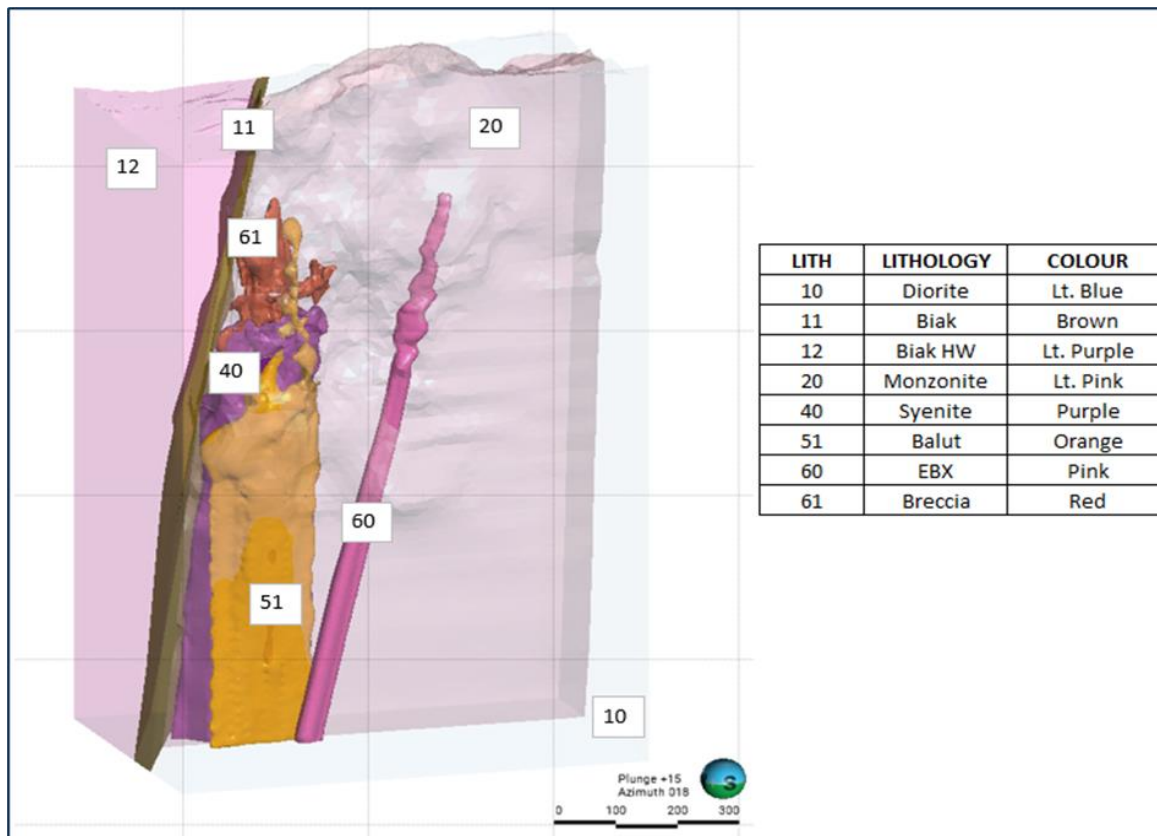 11
20
12
61
40
60
51
10
Plunge +15
Azimuth 018
S
0 100 200 300
LITH LITHOLOGY COLOUR
10 Diorite Lt. Blue
11 Biak Brown
12 Biak HW Lt. Purple
20 Monzonite Lt. Pink
40 Syenite Purple
51 Balut Orange
60 EBX Pink
61 Breccia Red